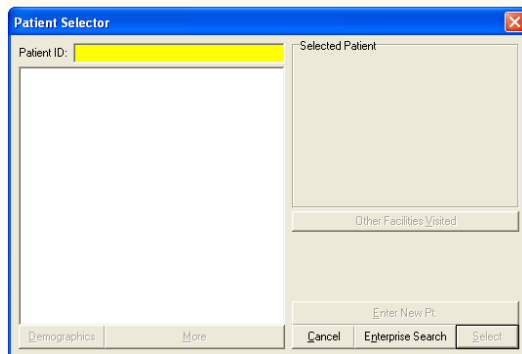 Patient Selector
Patient ID:
Selected Patient
Other Facilities Visited
Enter New Pt.
Demographics More Cancel Enterprise Search Select